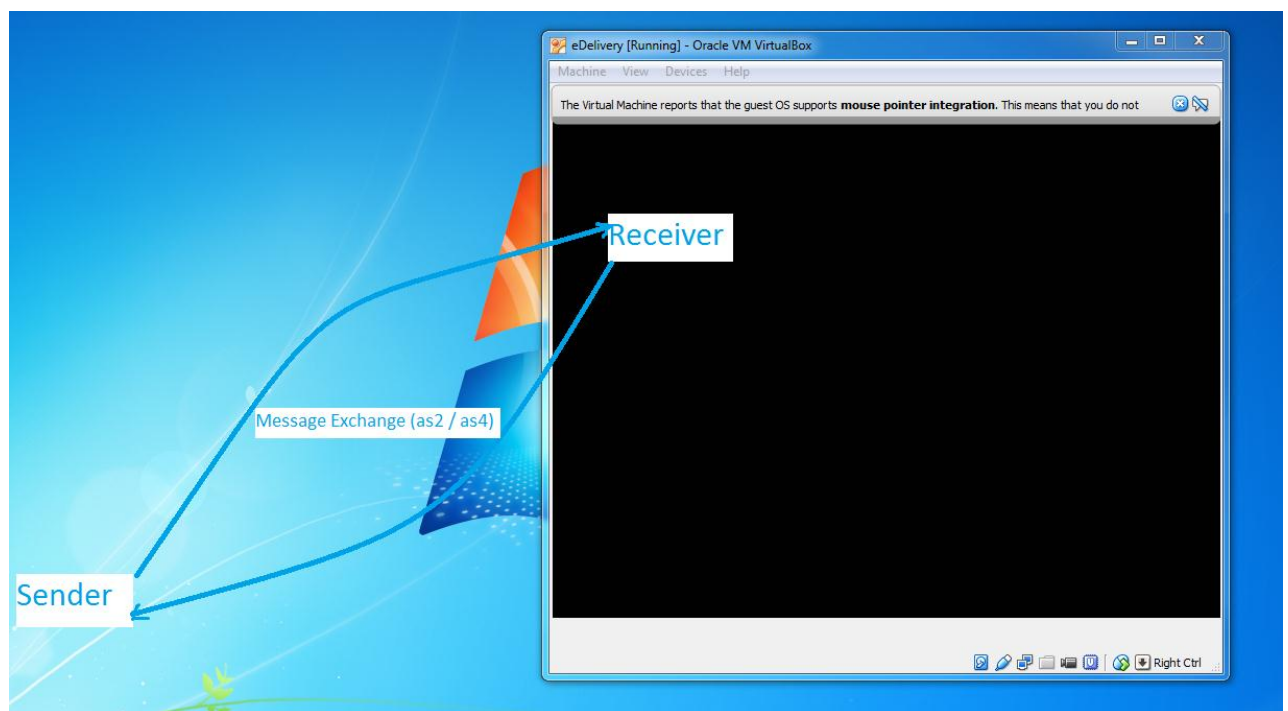 eDelivery [Running] - Oracle VM VirtualBox
Machine View Devices Help
The Virtual Machine reports that the guest OS supports mouse pointer integration. This means that you do not
Receiver
Message Exchange (as2 / as4)
Sender
Right Ctrl